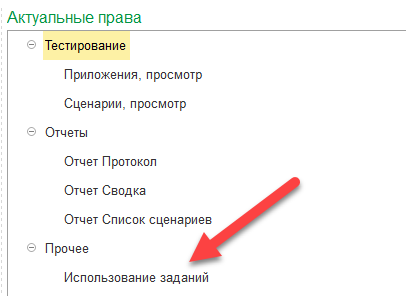 Актуальные права
Тестирование
Приложения, просмотр
Сценарии, просмотр
Отчеты
Отчет Протокол
Отчет Сводка
Отчет Список сценариев
Прочее
Использование заданий